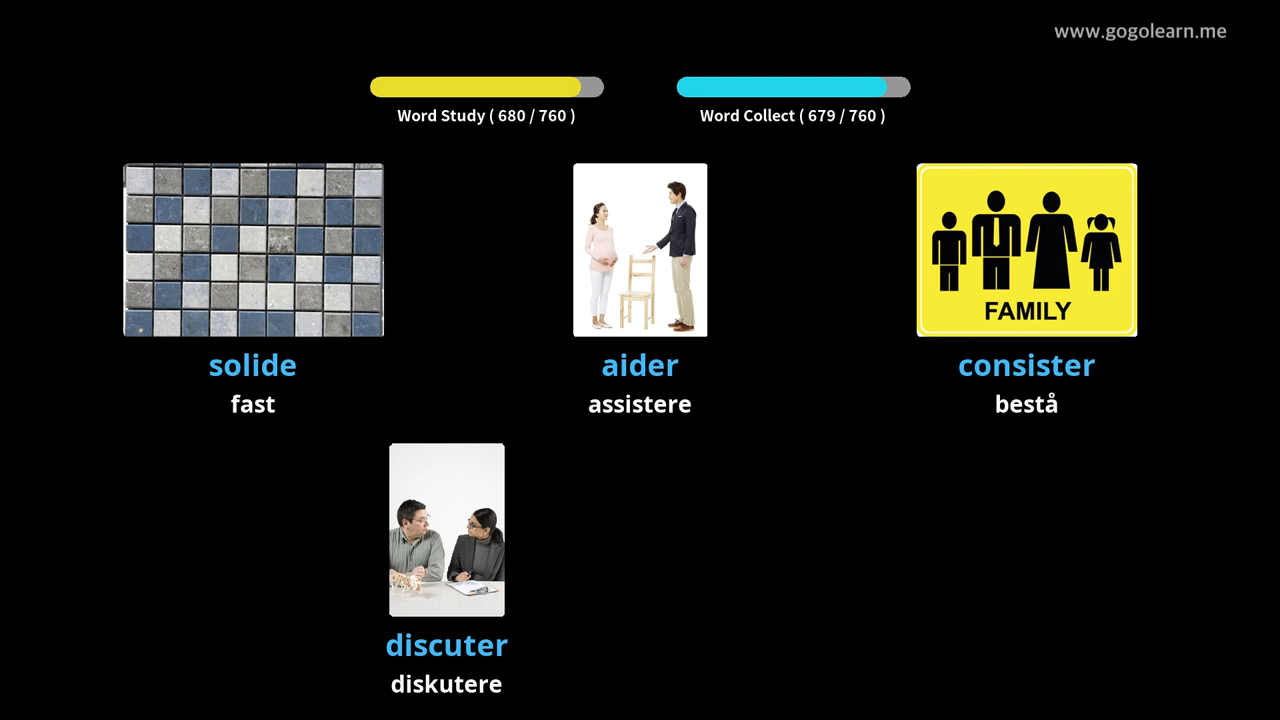 www.gogolearn.me
Word Study ( 680 / 760 )
Word Collect ( 679 / 760 )
FAMILY
solide
aider
consister
fast
assistere
bestå
discuter
diskutere